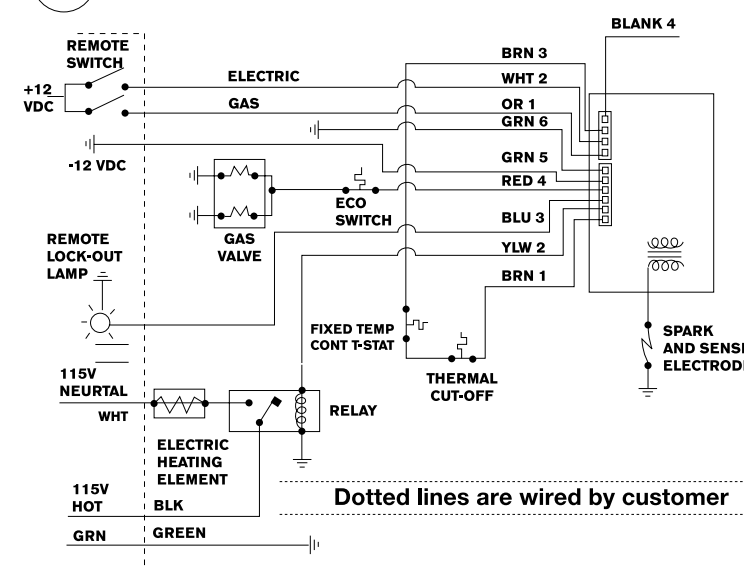 BLANK 4
REMOTE
SWITCH
BRN 3
+12
VDC
ELECTRIC
WHT 2
GAS
OR 1
GRN 6
-12 VDC
GRN 5
RED 4
ECO
SWITCH
BLU 3
GAS
VALVE
REMOTE
LOCK-OUT
LAMP
YLW 2
BRN 1
FIXED TEMP
CONT T-STAT
SPARK
AND SENSI
ELECTROD
THERMAL
CUT-OFF
115V
NEURTAL
WHT
RELAY
ELECTRIC
HEATING
ELEMENT
115V
HOT
BLK
Dotted lines are wired by customer
GRN
GREEN